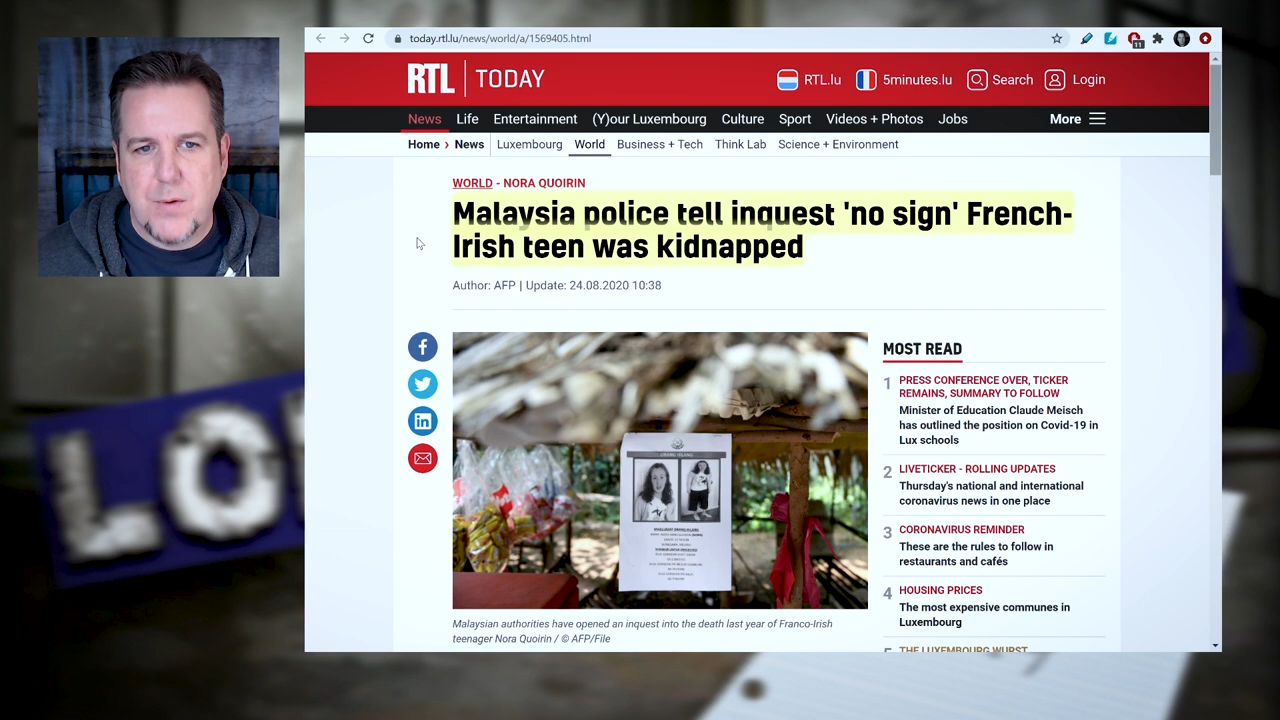 today.rtl.lu/news/world/a/1569405.html
11
RTL TODAY
RTL.lu
5minutes.lu
Search
Login
News Life Entertainment (Y)our Luxembourg Culture Sport Videos + Photos Jobs More
Home › News Luxembourg World Business + Tech Think Lab Science + Environment
WORLD - NORA QUOIRIN
Malaysia police tell inquest 'no sign' French-
Irish teen was kidnapped
Author: AFP | Update: 24.08.2020 10:38
MOST READ
1
PRESS CONFERENCE OVER, TICKER
REMAINS, SUMMARY TO FOLLOW
Minister of Education Claude Meisch
has outlined the position on Covid-19 in
Lux schools
2
LIVETICKER - ROLLING UPDATES
Thursday's national and international
coronavirus news in one place
3
CORONAVIRUS REMINDER
These are the rules to follow in
restaurants and cafés
4
HOUSING PRICES
The most expensive communes in
Luxembourg
THE LUXEMBOURG WURST
Malaysian authorities have opened an inquest into the death last year of Franco-Irish
teenager Nora Quoirin / © AFP/File
LO